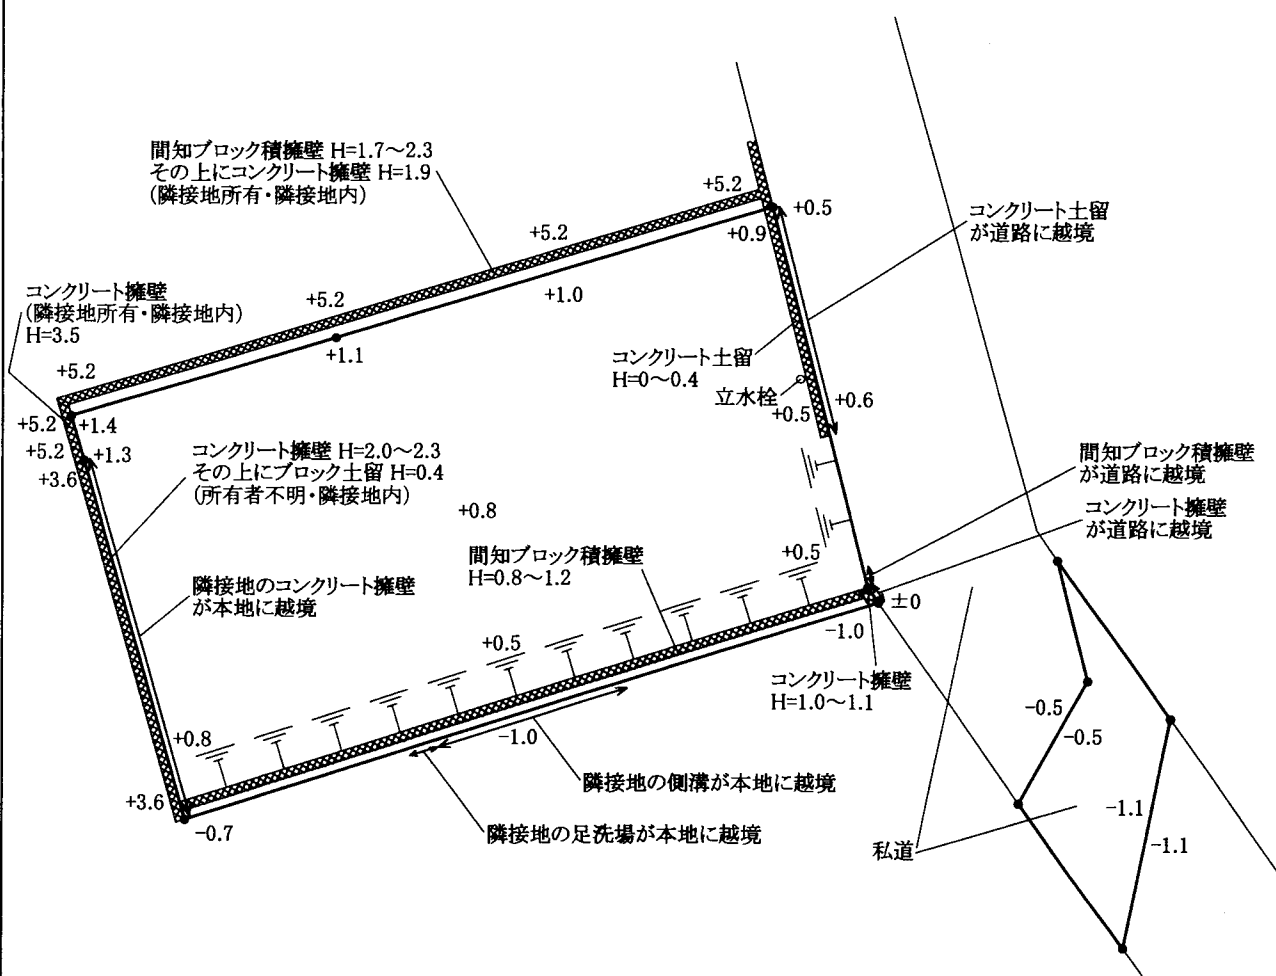 間知ブロック積擁壁 H=1.7～2.3
その上にコンクリート擁壁 H=1.9
(隣接地所有・隣接地内)
+5.2
+0.5
コンクリート土留
が道路に越境
+5.2
+0.9
コンクリート擁壁
(隣接地所有・隣接地内)
H=3.5
+5.2
+1.0
+1.1
コンクリート土留
H=0～0.4
+5.2
立水栓
+0.5
+0.6
+5.2
+1.4
+5.2
+1.3
+3.6
コンクリート擁壁 H=2.0～2.3
その上にブロック土留 H=0.4
(所有者不明・隣接地内)
間知ブロック積擁壁
が道路に越境
コンクリート擁壁
が道路に越境
+0.8
間知ブロック積擁壁
H=0.8～1.2
+0.5
隣接地のコンクリート擁壁
が本地に越境
±0
-1.0
+0.5
コンクリート擁壁
H=1.0～1.1
-0.5
-0.5
+0.8
-1.0
隣接地の側溝が本地に越境
+3.6
-0.7
隣接地の足洗場が本地に越境
-1.1
-1.1
私道